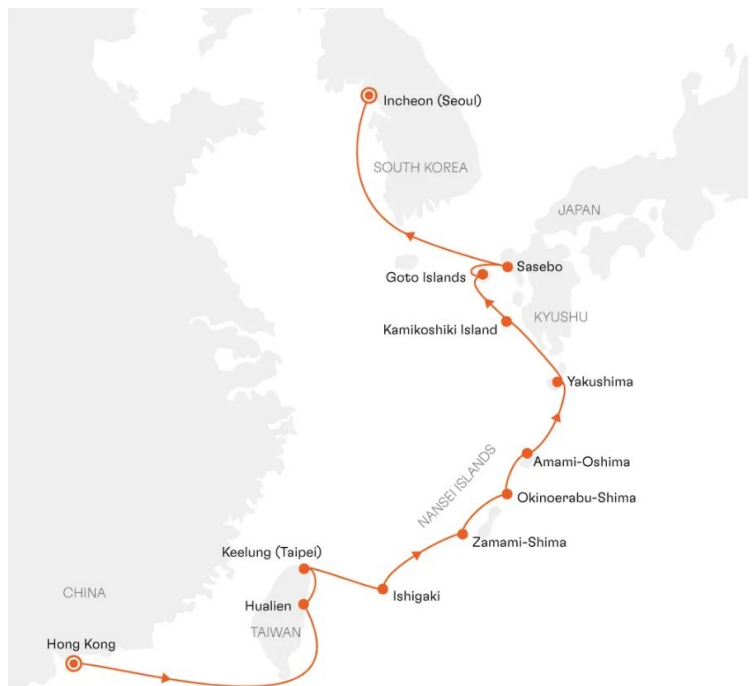 Incheon (Seoul)
SOUTH KOREA
JAPAN
Sasebo
Goto Islands
KYUSHU
Kamikoshiki Island
Yakushima
Amami-Oshima
NANSEI ISLANDS
Okinoerabu-Shima
Zamami-Shima
Keelung (Taipei)
Ishigaki
CHINA
Hualien
TAIWAN
Hong Kong